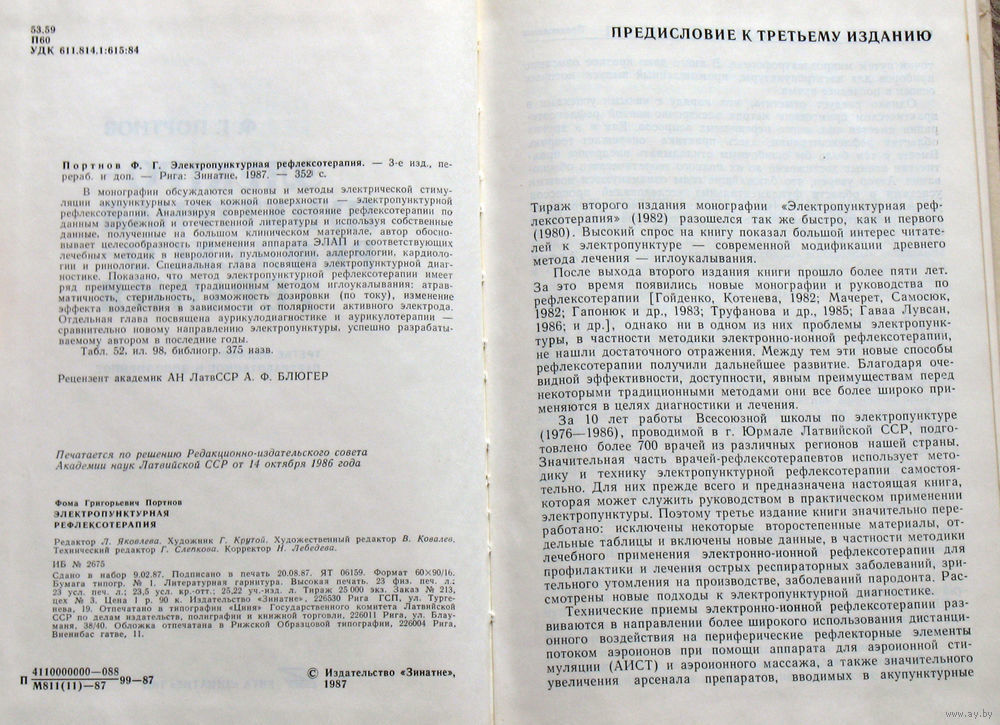 53.59
П60
УДК 611.814.1:615:84
Портнов Ф. Г. Электропунктурная рефлексотерапия. — 3-е изд., пе-
рераб. и доп. — Рига: Зинатне, 1987. — 352 с.
В монографии обсуждаются основы и методы электрической стиму-
ляции акупунктурных точек кожной поверхности — электропунктурной
рефлексотерапии. Анализируя современное состояние рефлексотерапии по
данным зарубежной и отечественной литературы и используя собственные
данные, полученные на большом клиническом материале, автор обосно-
вывает целесообразность применения аппарата ЭЛАП и соответствующих
лечебных методик в неврологии, пульмонологии, аллергологии, кардиоло-
гии и ринологии. Специальная глава посвящена электропунктурной диаг-
ностике. Показано, что метод электропунктурной рефлексотерапии имеет
ряд преимуществ перед традиционным методом иглоукалывания: атрав-
матичность, стерильность, возможность дозировки (по току), изменение
эффекта воздействия в зависимости от полярности активного электрода.
Отдельная глава посвящена аурикулодиагностике и аурикулотерапии —
сравнительно новому направлению электропунктуры, успешно разрабаты-
ваемому автором в последние годы.
Табл. 52, ил. 98, библиогр. 375 назв.
Рецензент академик АН ЛатвССР А. Ф. БЛЮГЕР
Печатается по решению Редакционно-издательского совета
Академии наук Латвийской ССР от 14 октября 1986 года
Фома Григорьевич Портнов
ЭЛЕКТРОПУНКТУРНАЯ
РЕФЛЕКСОТЕРАПИЯ
Редактор Л. Яковлева. Художник Г. Крутой. Художественный редактор В. Ковалев.
Технический редактор Г. Слепкова. Корректор Н. Лебедева.
ИБ № 2675
Сдано в набор 9.02.87. Подписано в печать 20.08.87. ЯТ 06159. Формат 60×90/16.
Бумага типогр. № 1. Литературная гарнитура. Высокая печать. 23 физ. печ. л.;
23 усл. печ. л.; 23,5 усл. кр.-отт.; 25,22 уч.-изд. л. Тираж 25 000 экз. Заказ № 213,
цех № 3. Цена 1 р. 90 к. Издательство «Зинатне», 226530 Рига ГСП, ул. Турге-
нева, 19. Отпечатано в типографии «Циня» Государственного комитета Латвийской
ССР по делам издательств, полиграфии и книжной торговли, 226011 Рига, ул. Блау-
маня, 38/40. Обложка отпечатана в Рижской Образцовой типографии, 226004 Рига,
Виенибас гатве, 11.
П 4110000000—088
М811(11)—87 99—87
© Издательство «Зинатне»,
1987
ПРЕДИСЛОВИЕ К ТРЕТЬЕМУ ИЗДАНИЮ
Тираж второго издания монографии «Электропунктурная реф-
лексотерапия» (1982) разошелся так же быстро, как и первого
(1980). Высокий спрос на книгу показал большой интерес читате-
лей к электропунктуре — современной модификации древнего
метода лечения — иглоукалывания.
После выхода второго издания книги прошло более пяти лет.
За это время появились новые монографии и руководства по
рефлексотерапии [Гойденко, Котенева, 1982; Мачерет, Самосюк,
1982; Гапонюк и др., 1983; Труфанова и др., 1985; Гаваа Лувсан,
1986; и др.], однако ни в одном из них проблемы электропунк-
туры, в частности методики электронно-ионной рефлексотерапии,
не нашли достаточного отражения. Между тем эти новые способы
рефлексотерапии получили дальнейшее развитие. Благодаря оче-
видной эффективности, доступности, явным преимуществам перед
некоторыми традиционными методами они все более широко при-
меняются в целях диагностики и лечения.
За 10 лет работы Всесоюзной школы по электропунктуре
(1976—1986), проводимой в г. Юрмале Латвийской ССР, подго-
товлено более 700 врачей из различных регионов нашей страны.
Значительная часть врачей-рефлексотерапевтов использует мето-
дику и технику электропунктурной рефлексотерапии самостоя-
тельно. Для них прежде всего и предназначена настоящая книга,
которая может служить руководством в практическом применении
электропунктуры. Поэтому третье издание книги значительно пере-
работано: исключены некоторые второстепенные материалы, от-
дельные таблицы и включены новые данные, в частности методики
лечебного применения электронно-ионной рефлексотерапии для
профилактики и лечения острых респираторных заболеваний, зри-
тельного утомления на производстве, заболеваний пародонта. Рас-
смотрены новые подходы к электропунктурной диагностике.
Технические приемы электронно-ионной рефлексотерапии раз-
виваются в направлении более широкого использования дистанци-
онного воздействия на периферические рефлекторные элементы
потоком аэроионов при помощи аппарата для аэроионной сти-
муляции (АИСТ) и аэроионного массажа, а также значительного
увеличения арсенала препаратов, вводимых в акупунктурные
www.ay.by